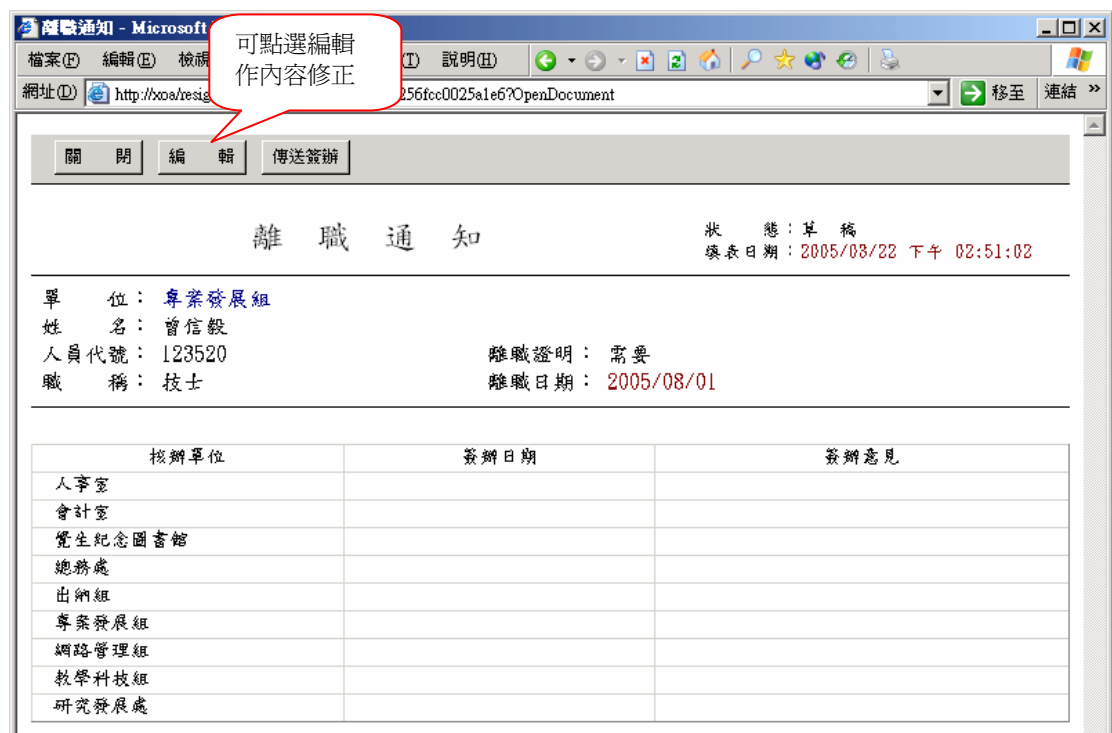 離職通知 - Microsoft
可點選編輯
作內容修正
檔案(F) 編輯(E) 檢視 (T) 説明(H)
網址(D) http://xoa/resig 256fcc0025a1e6?OpenDocument 移至 連結 »
關 閉 編 輯 傳送簽辦
離 職 通 知
狀 態：草 稿
填表日期：2005/03/22 下午 02:51:02
單 位： 專案發展組
姓 名： 曾信毅
人員代號： 123520 離職證明： 需要
職 稱： 技士 離職日期： 2005/08/01
核辦單位 簽辦日期 簽辦意見
人事室
會計室
覺生紀念圖書館
總務處
出納組
專案發展組
網路管理組
教學科技組
研究發展處